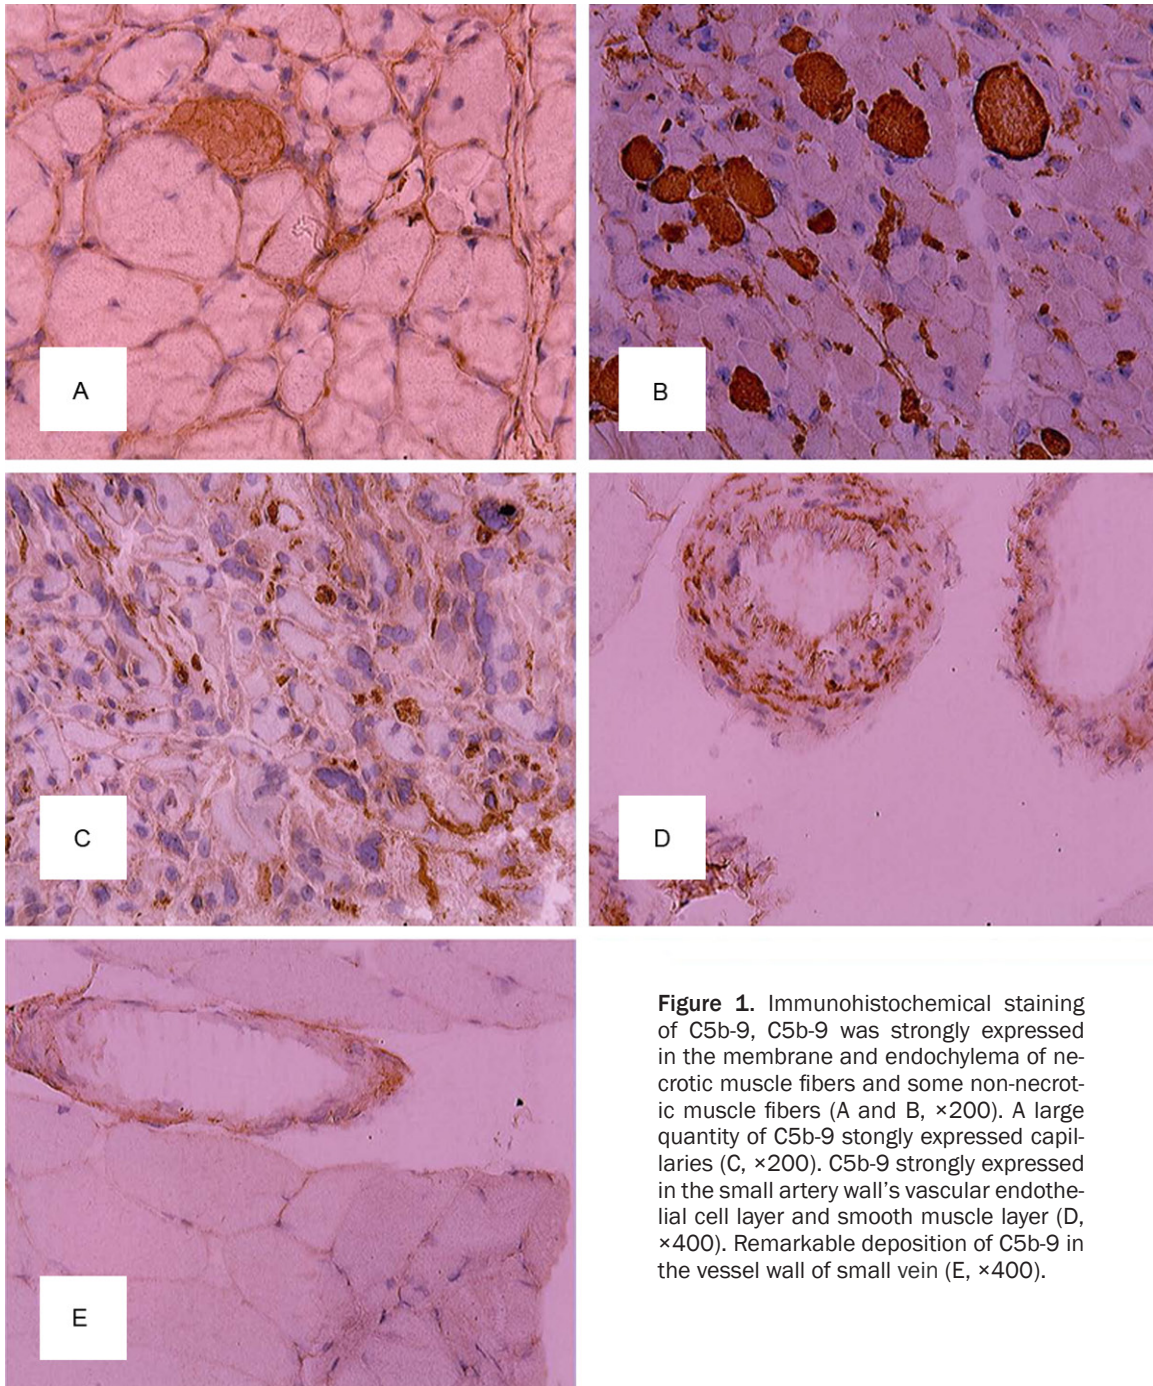 A
B
C
D
E
Figure 1. Immunohistochemical staining
of C5b-9, C5b-9 was strongly expressed
in the membrane and endochylema of ne-
crotic muscle fibers and some non-necrot-
ic muscle fibers (A and B, ×200). A large
quantity of C5b-9 stongly expressed capil-
laries (C, ×200). C5b-9 strongly expressed
in the small artery wall's vascular endothe-
lial cell layer and smooth muscle layer (D,
×400). Remarkable deposition of C5b-9 in
the vessel wall of small vein (E, ×400).